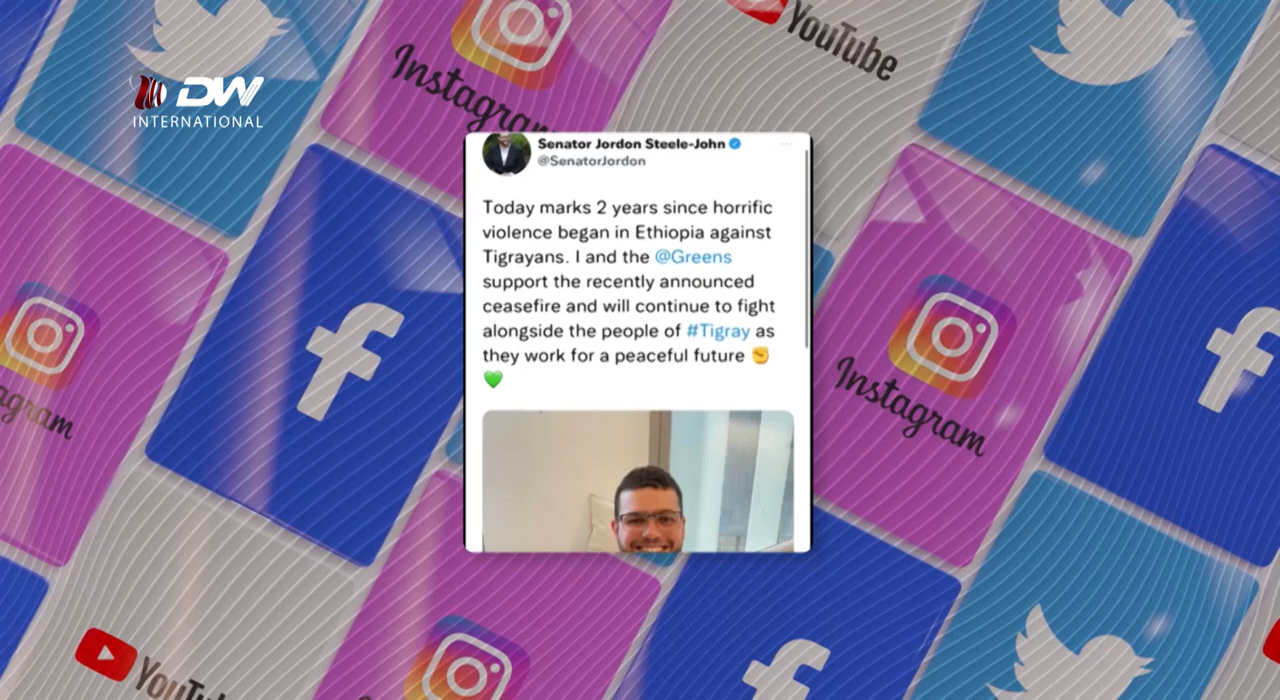 YouTube
Instagram
DW
INTERNATIONAL
Senator Jordon Steele-John
@SenatorJordon
Today marks 2 years since horrific
violence began in Ethiopia against
Tigrayans. I and the @Greens
support the recently announced
ceasefire and will continue to fight
alongside the people of #Tigray as
they work for a peaceful future ✊
💚
Instagram
agram
YouTu